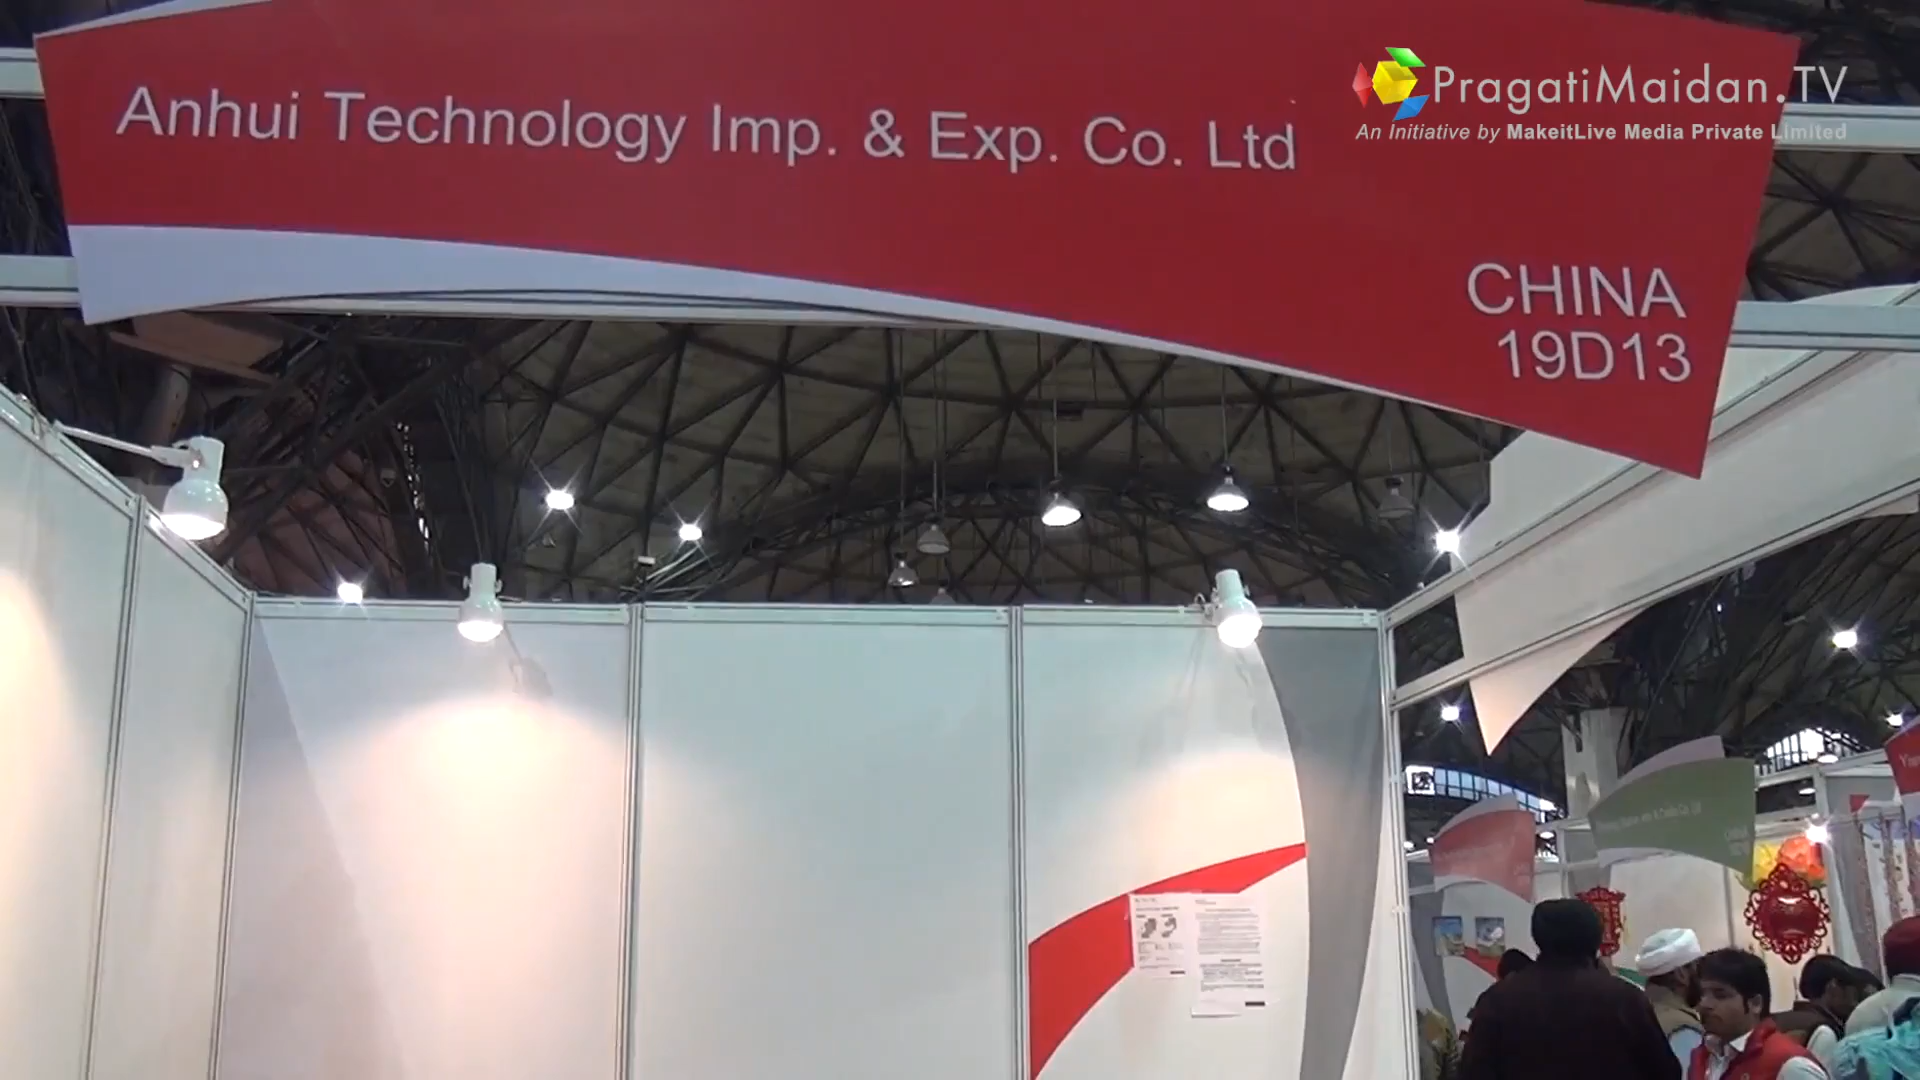 Anhui Technology Imp. & Exp. Co. Ltd
PragatiMaidan.TV
An Initiative by MakeitLive Media Private Limited
CHINA
19D13